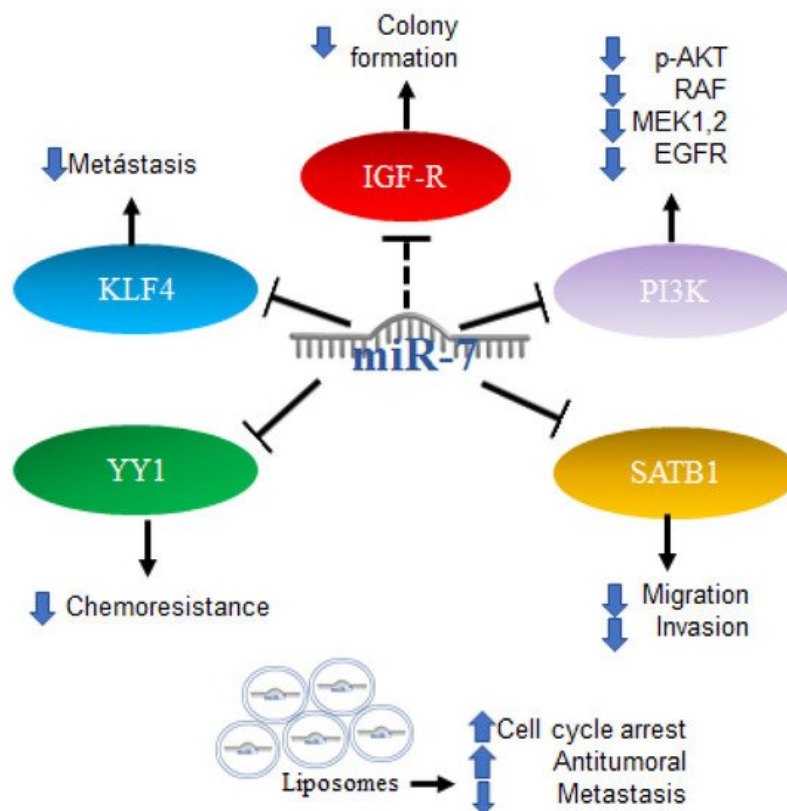 Colony
formation
p-AKT
RAF
MEK1,2
EGFR
Metástasis
IGF-R
KLF4
PI3K
miR-7
YY1
SATB1
Chemoresistance
Migration
Invasion
Liposomes
Cell cycle arrest
Antitumoral
Metastasis